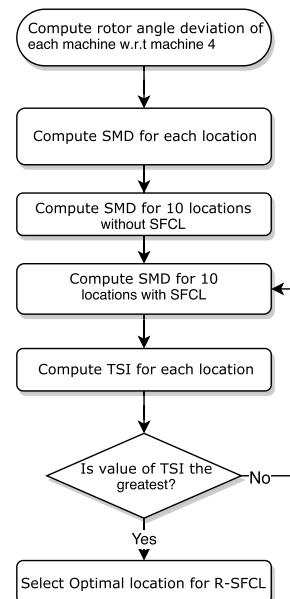 Compute rotor angle deviation of
each machine w.r.t machine 4
Compute SMD for each location
Compute SMD for 10 locations
without SFCL
Compute SMD for 10
locations with SFCL
Compute TSI for each location
Is value of TSI the
greatest?
No
Yes
Select Optimal location for R-SFCL